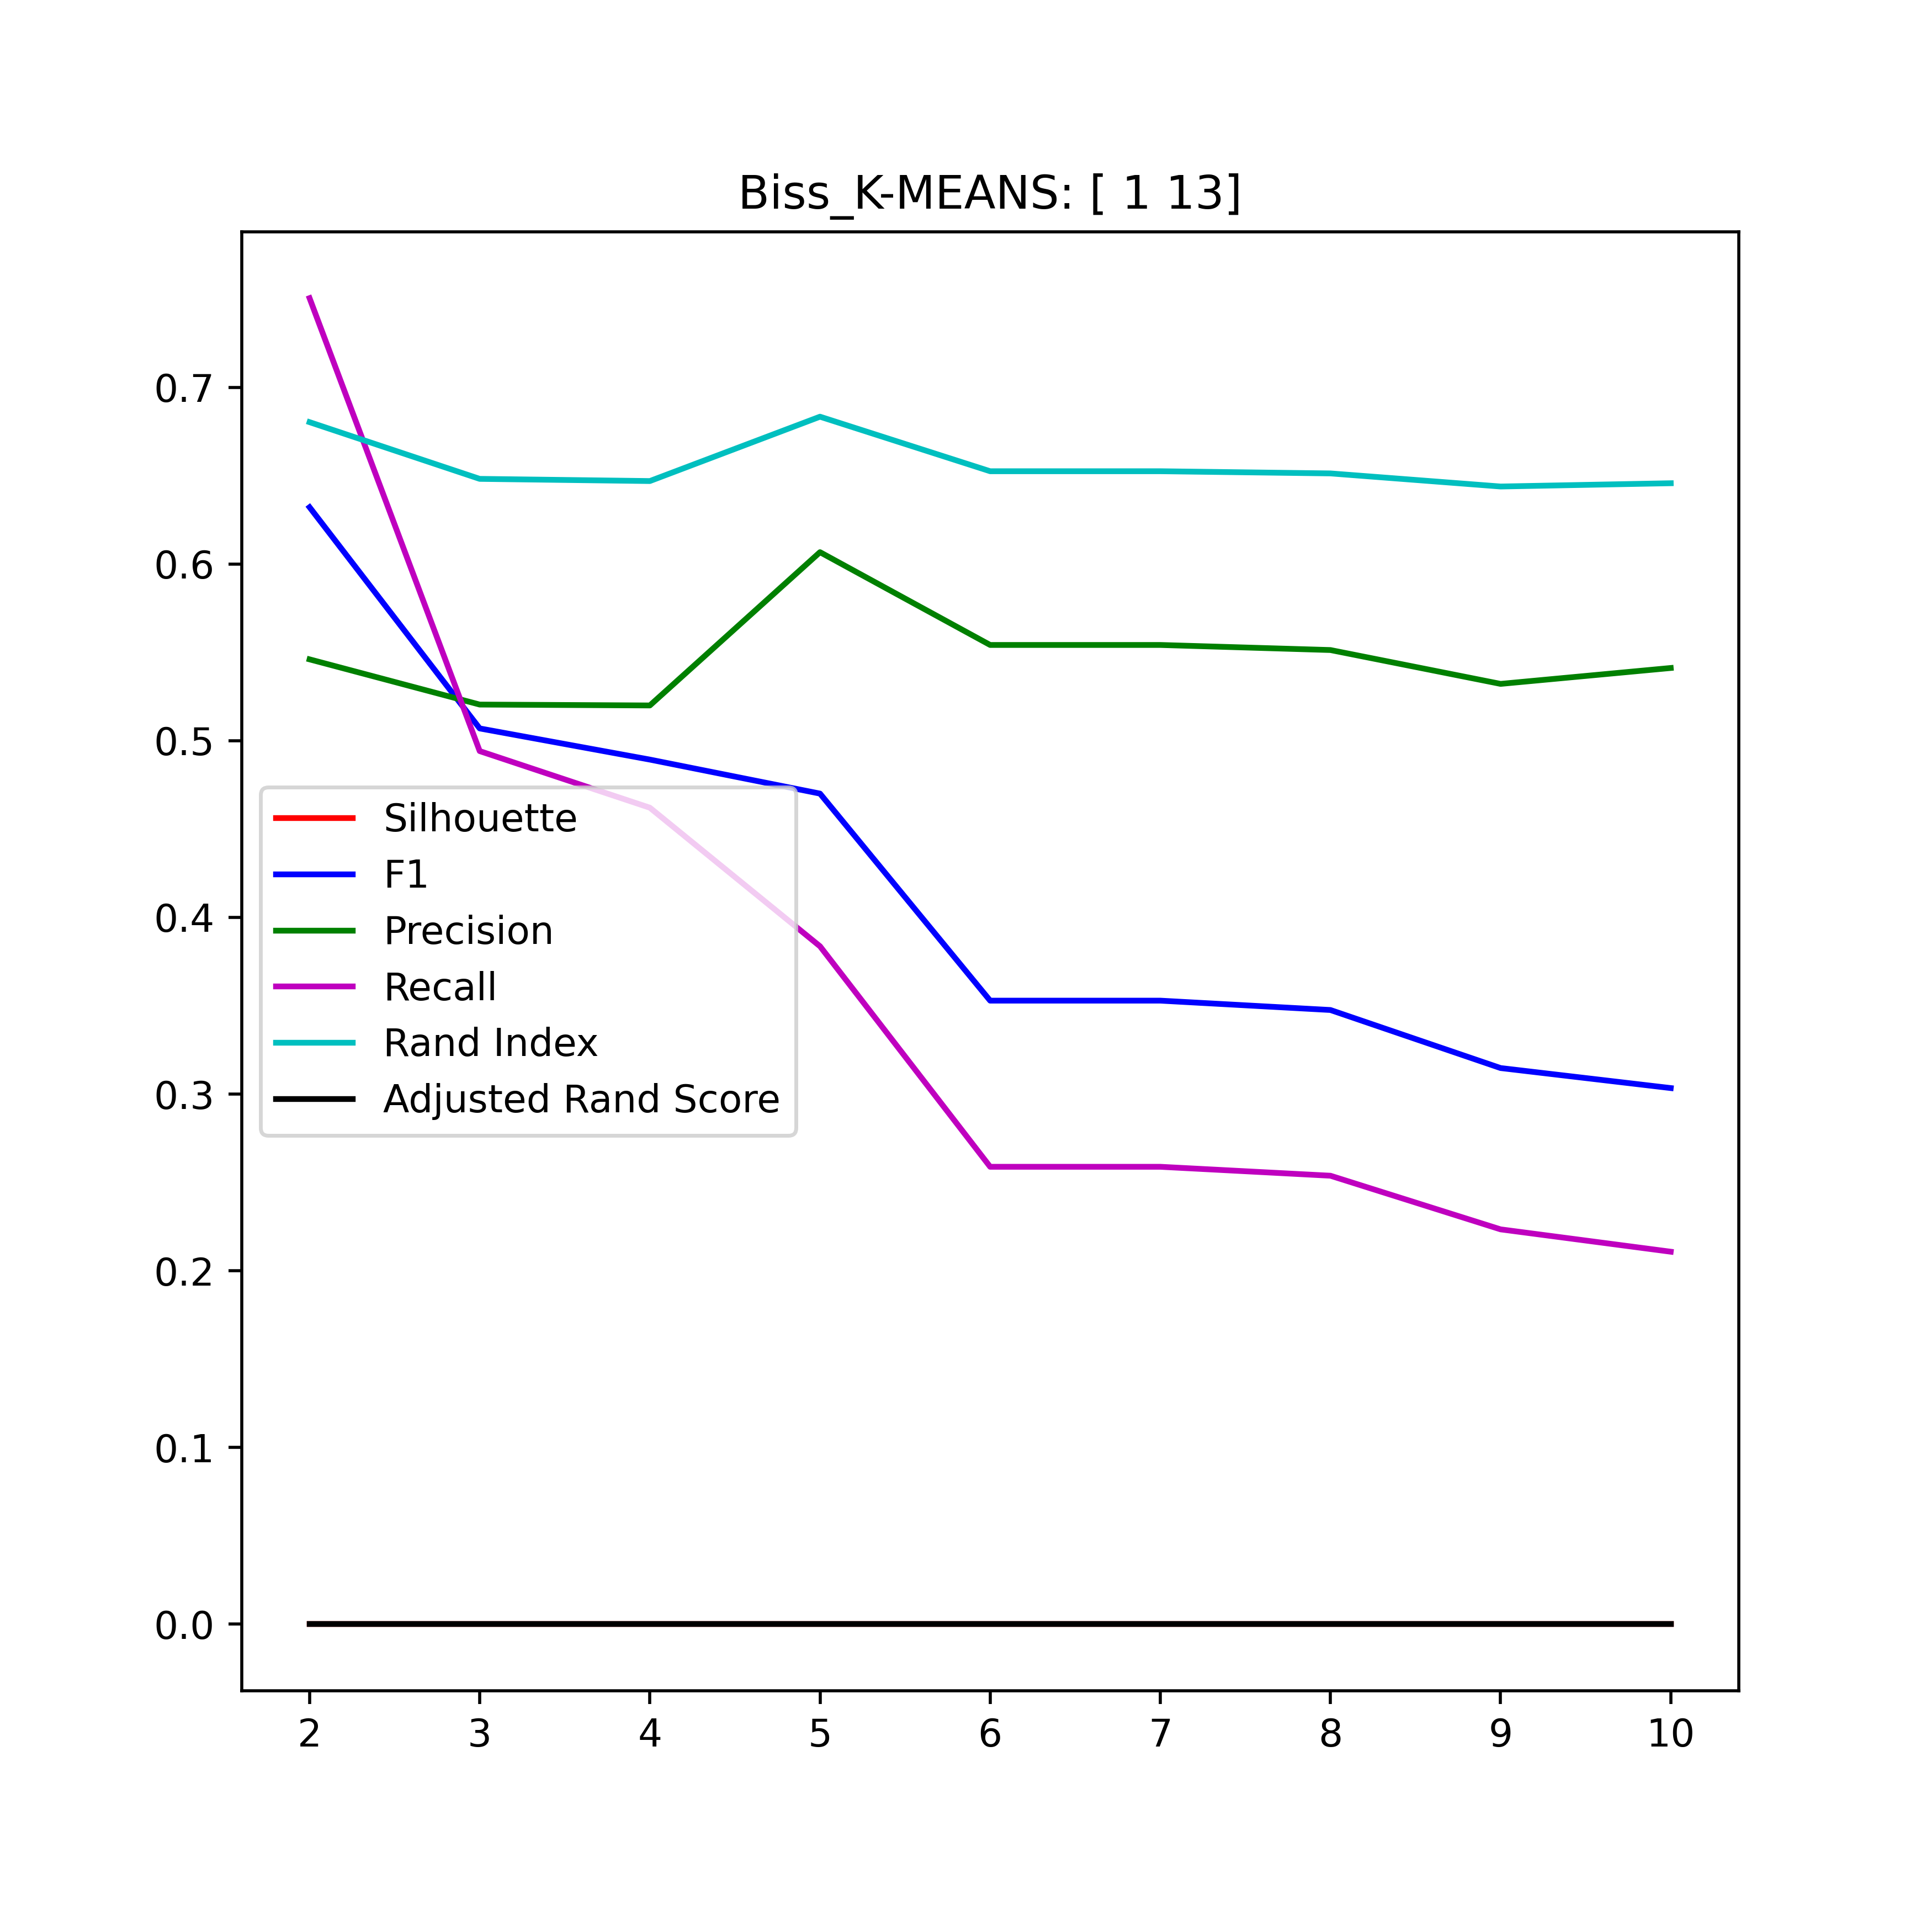 Biss_K-MEANS: [ 1 13]
0.7
0.6
0.5
0.4
0.3
0.2
0.1
0.0
Silhouette
F1
Precision
Recall
Rand Index
Adjusted Rand Score
2 3 4 5 6 7 8 9 10